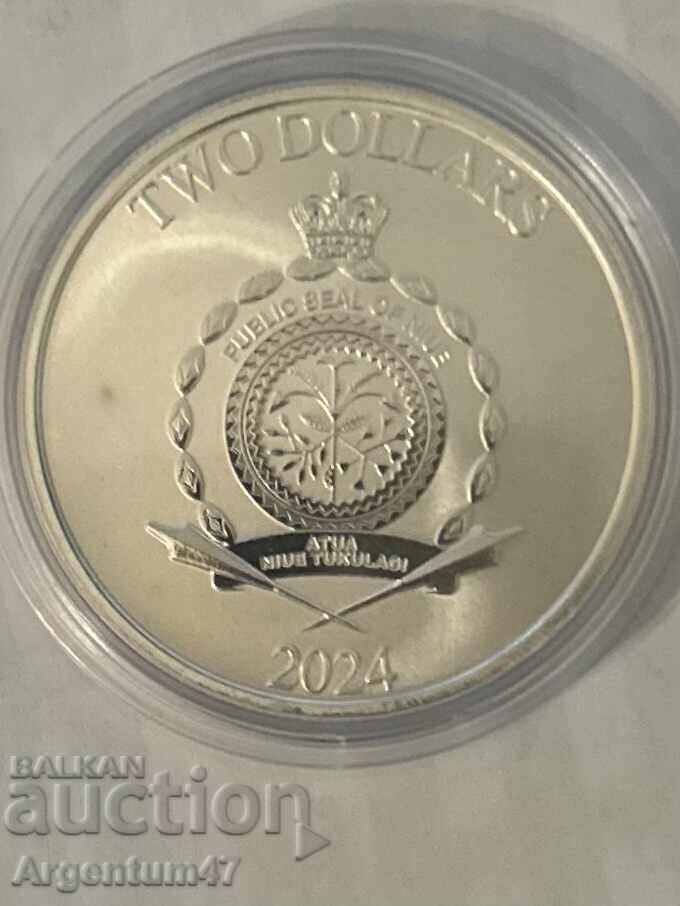 TWO DOLLARS
PUBLIC SEAL OF NIUE
ATUA
NIUE TUKULAGI
2024
BALKAN
auction
Argentum47